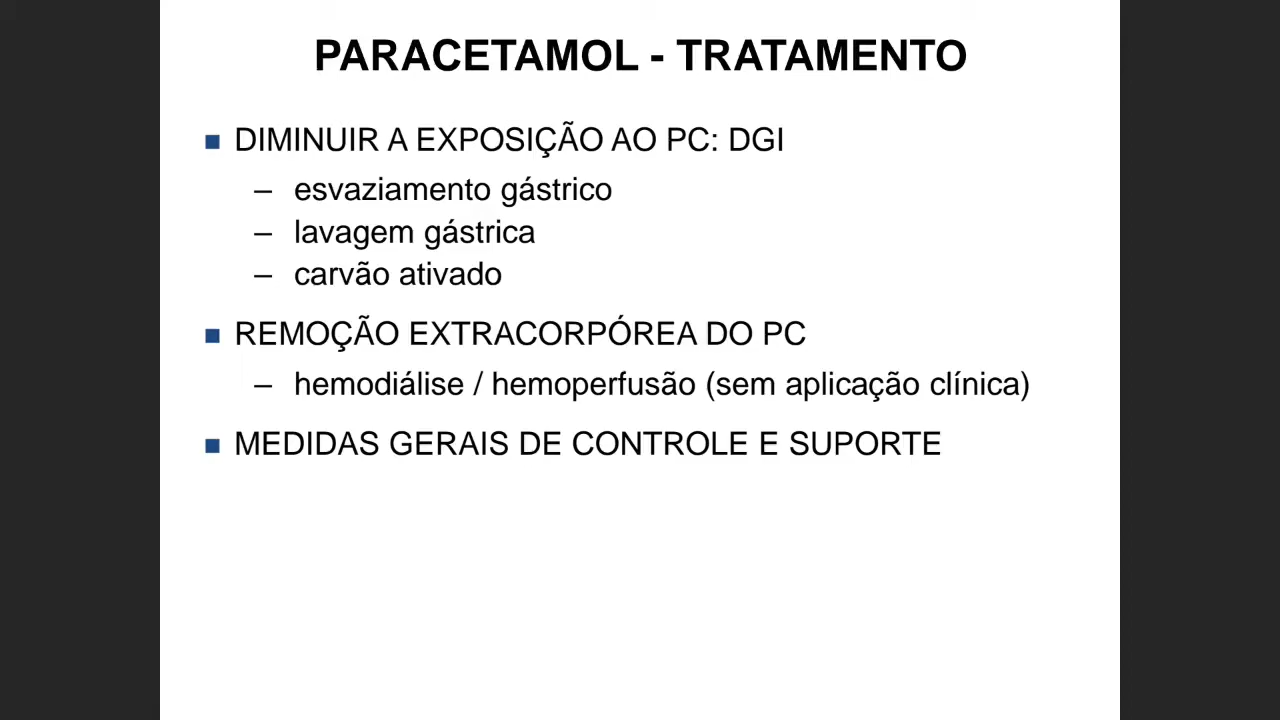 PARACETAMOL - TRATAMENTO
DIMINUIR A EXPOSIÇÃO AO PC: DGI
– esvaziamento gástrico
– lavagem gástrica
– carvão ativado
REMOÇÃO EXTRACORPÓREA DO PC
– hemodiálise / hemoperfusão (sem aplicação clínica)
MEDIDAS GERAIS DE CONTROLE E SUPORTE